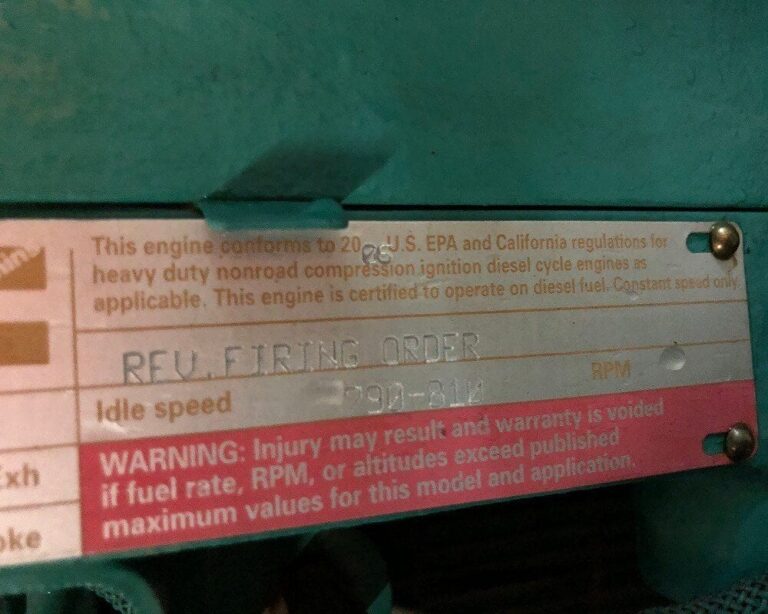 This engine conforms to 2006 U.S. EPA and California regulations for
heavy duty nonroad compression ignition diesel cycle engines as
applicable. This engine is certified to operate on diesel fuel. Constant speed only.
REV.FIRING ORDER
Idle speed 790-810 RPM
WARNING: Injury may result and warranty is voided
if fuel rate, RPM, or altitudes exceed published
maximum values for this model and application.
Exh
oke